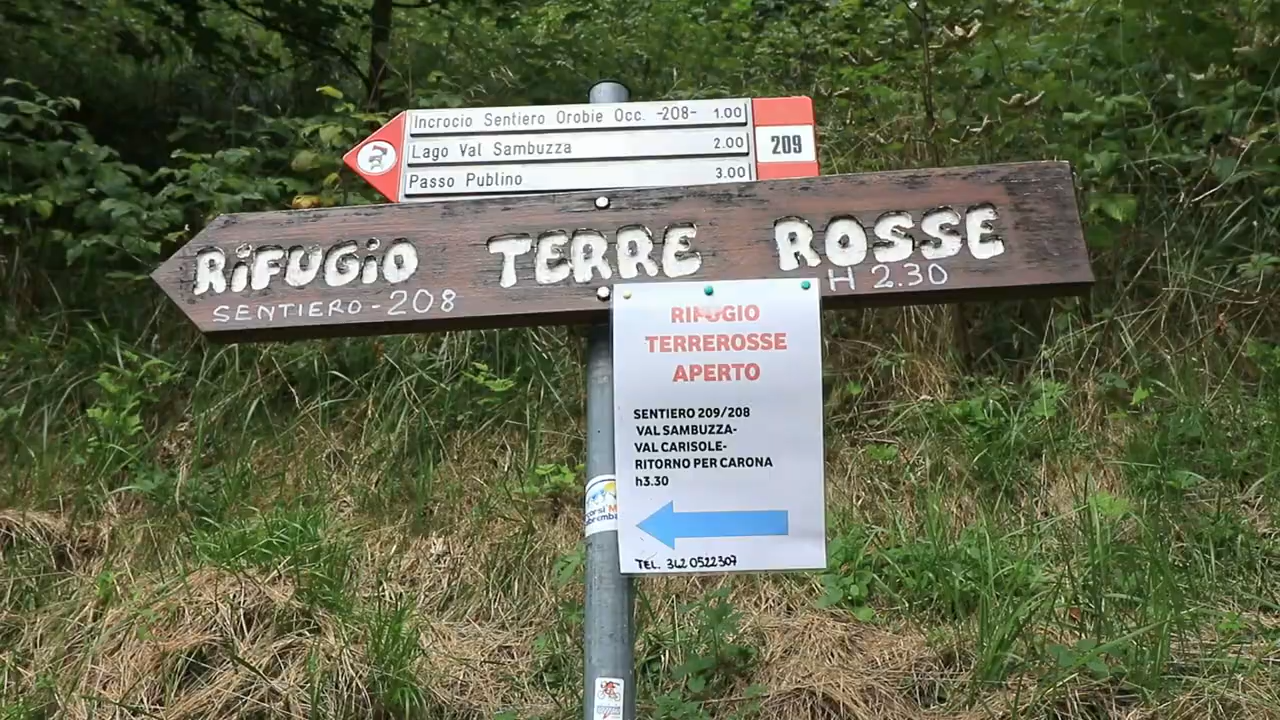 Incrocio Sentiero Orobie Occ. -208- 1.00
Lago Val Sambuzza 2.00
Passo Publino 3.00
209
RiFUGiO TERRE ROSSE
SENTIERO-208 H 2.30
RIFUGIO
TERREROSSE
APERTO
SENTIERO 209/208
VAL SAMBUZZA-
VAL CARISOLE-
RITORNO PER CARONA
h3.30
TEL. 342 0522307